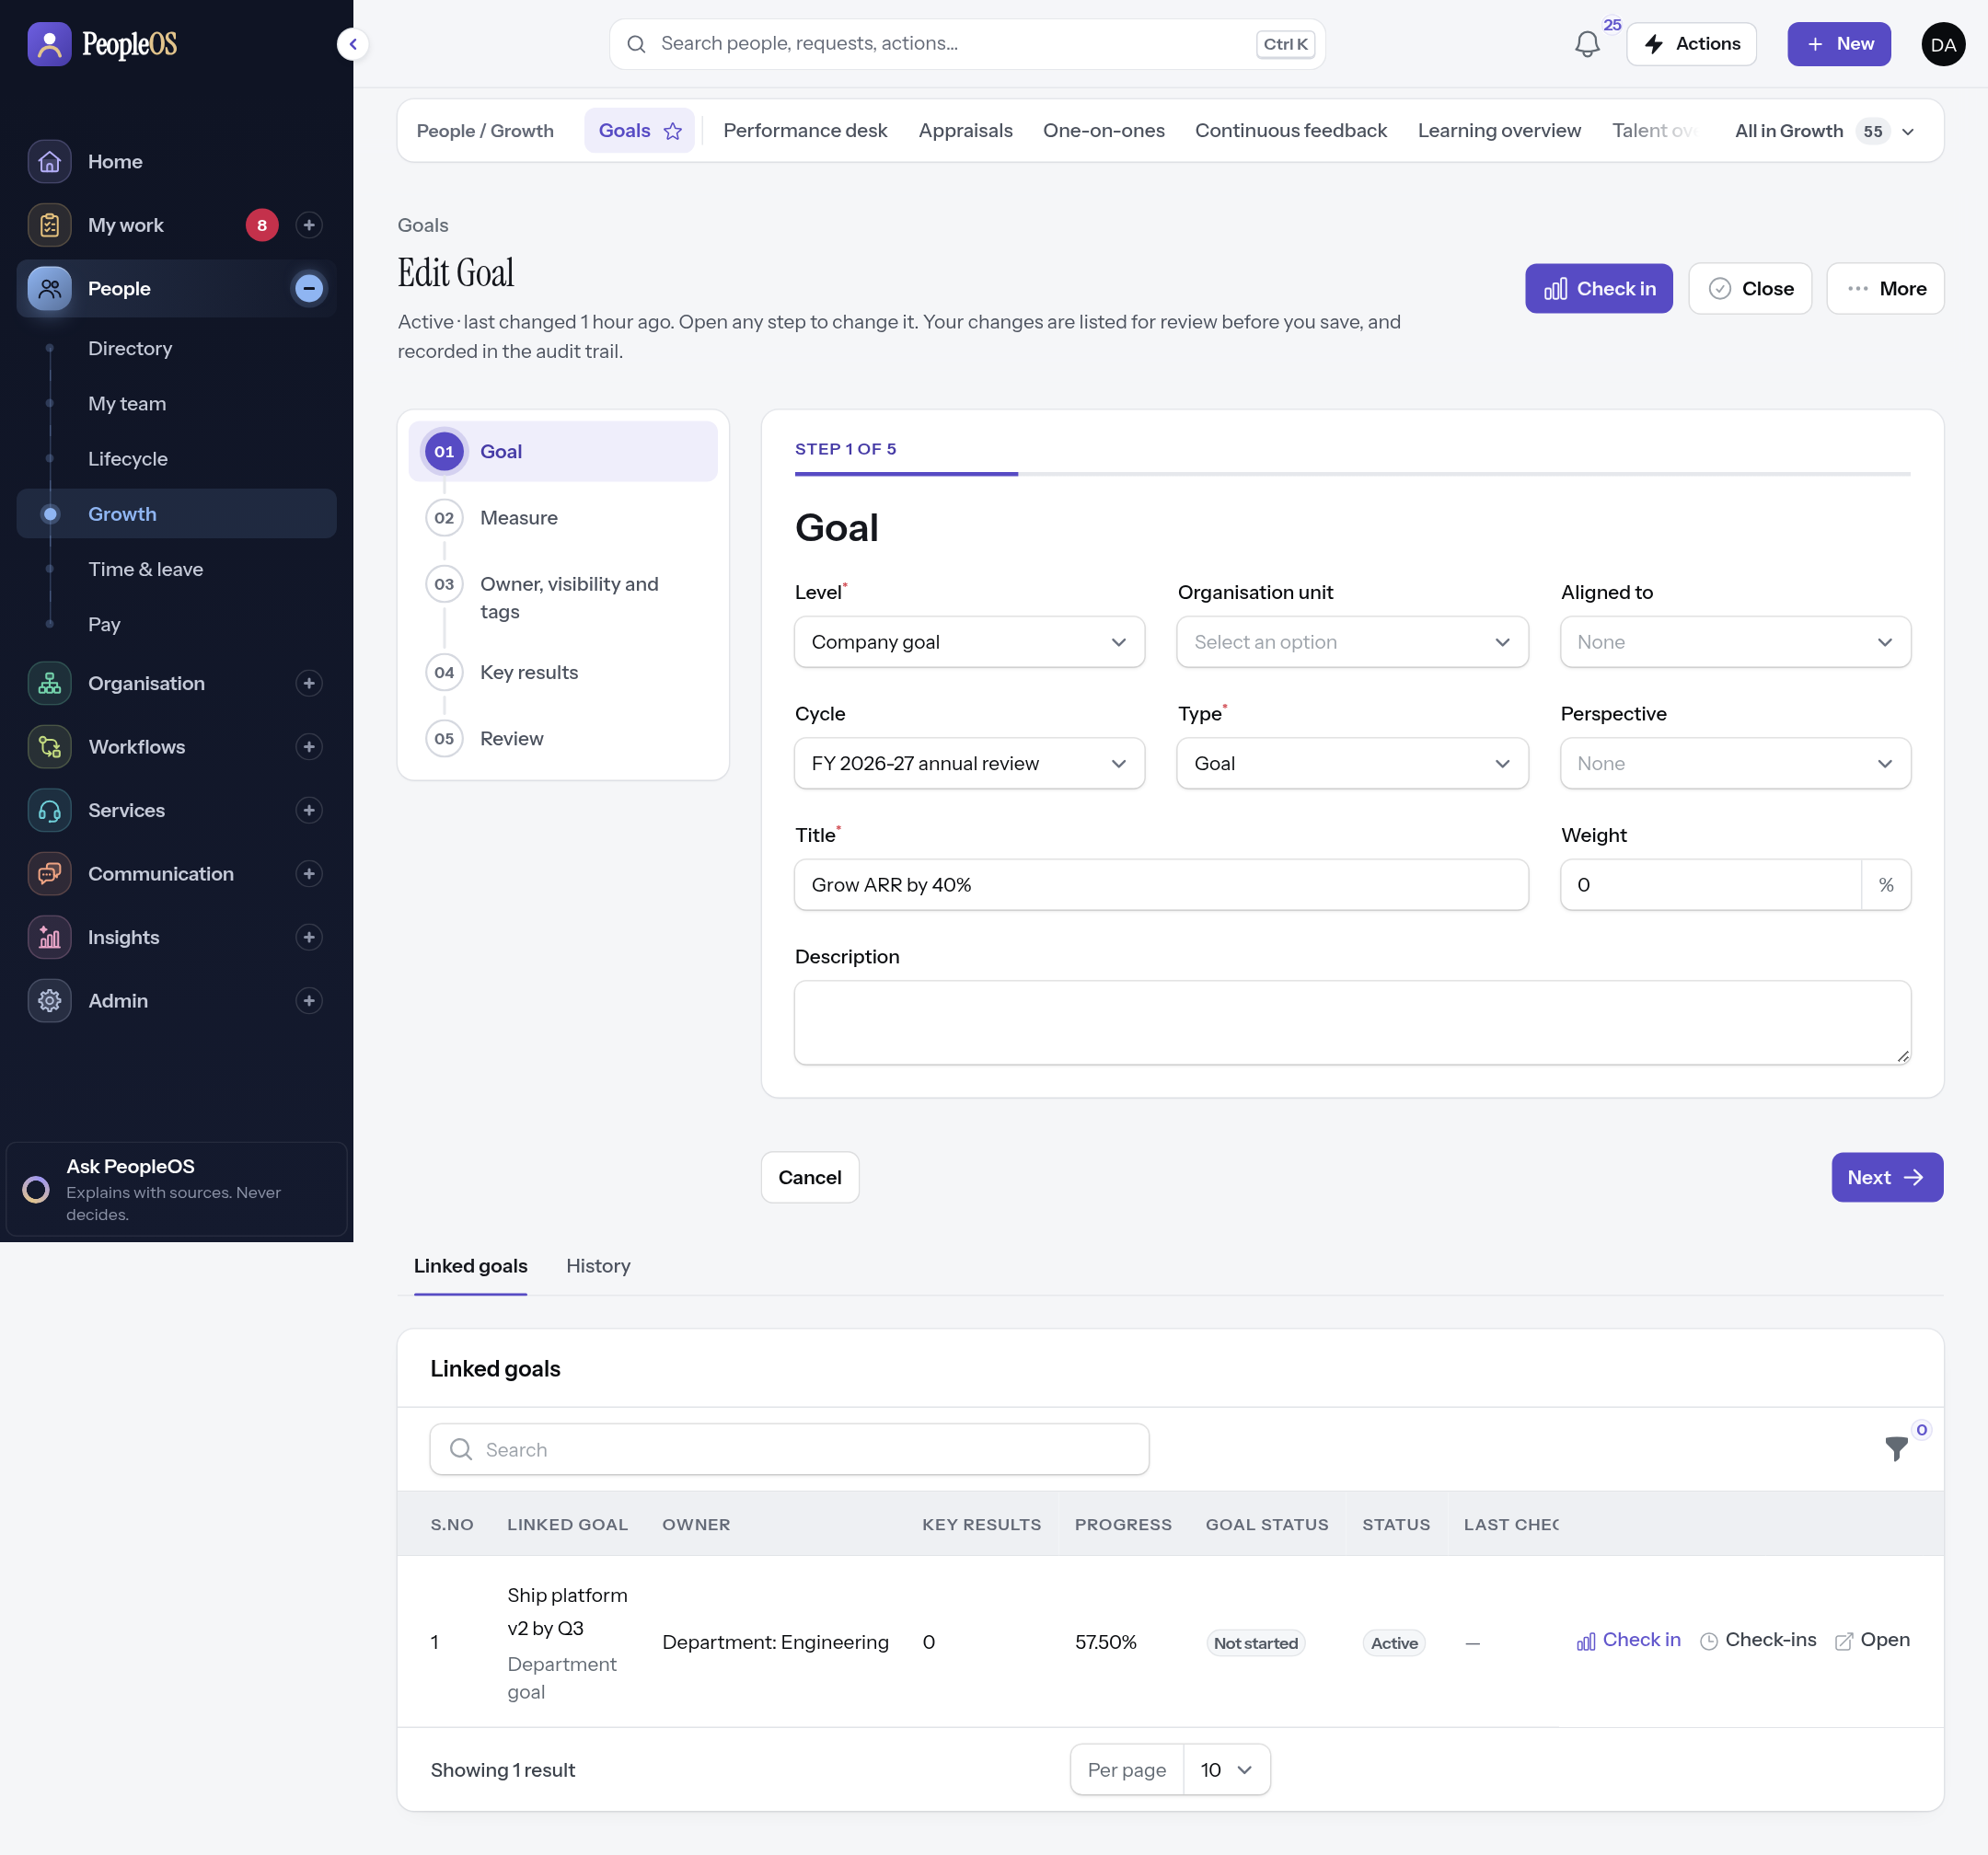 PeopleOS
Search people, requests, actions...
Ctrl K
25
Actions
New
DA
Home
My work
8
People
Directory
My team
Lifecycle
Growth
Time & leave
Pay
Organisation
Workflows
Services
Communication
Insights
Admin
Ask PeopleOS
Explains with sources. Never
decides.
People / Growth
Goals
Performance desk
Appraisals
One-on-ones
Continuous feedback
Learning overview
Talent ov
All in Growth
55
Goals
Edit Goal
Active · last changed 1 hour ago. Open any step to change it. Your changes are listed for review before you save, and
recorded in the audit trail.
Check in
Close
More
01 Goal
02 Measure
03 Owner, visibility and
tags
04 Key results
05 Review
STEP 1 OF 5
Goal
Level*
Organisation unit
Aligned to
Company goal
Select an option
None
Cycle
Type*
Perspective
FY 2026-27 annual review
Goal
None
Title*
Weight
Grow ARR by 40%
0
%
Description
Cancel
Next
Linked goals
History
Linked goals
Search
0
S.NO LINKED GOAL OWNER KEY RESULTS PROGRESS GOAL STATUS STATUS LAST CHEC
1
Ship platform
v2 by Q3
Department
goal
Department: Engineering
0
57.50%
Not started
Active
—
Check in
Check-ins
Open
Showing 1 result
Per page
10